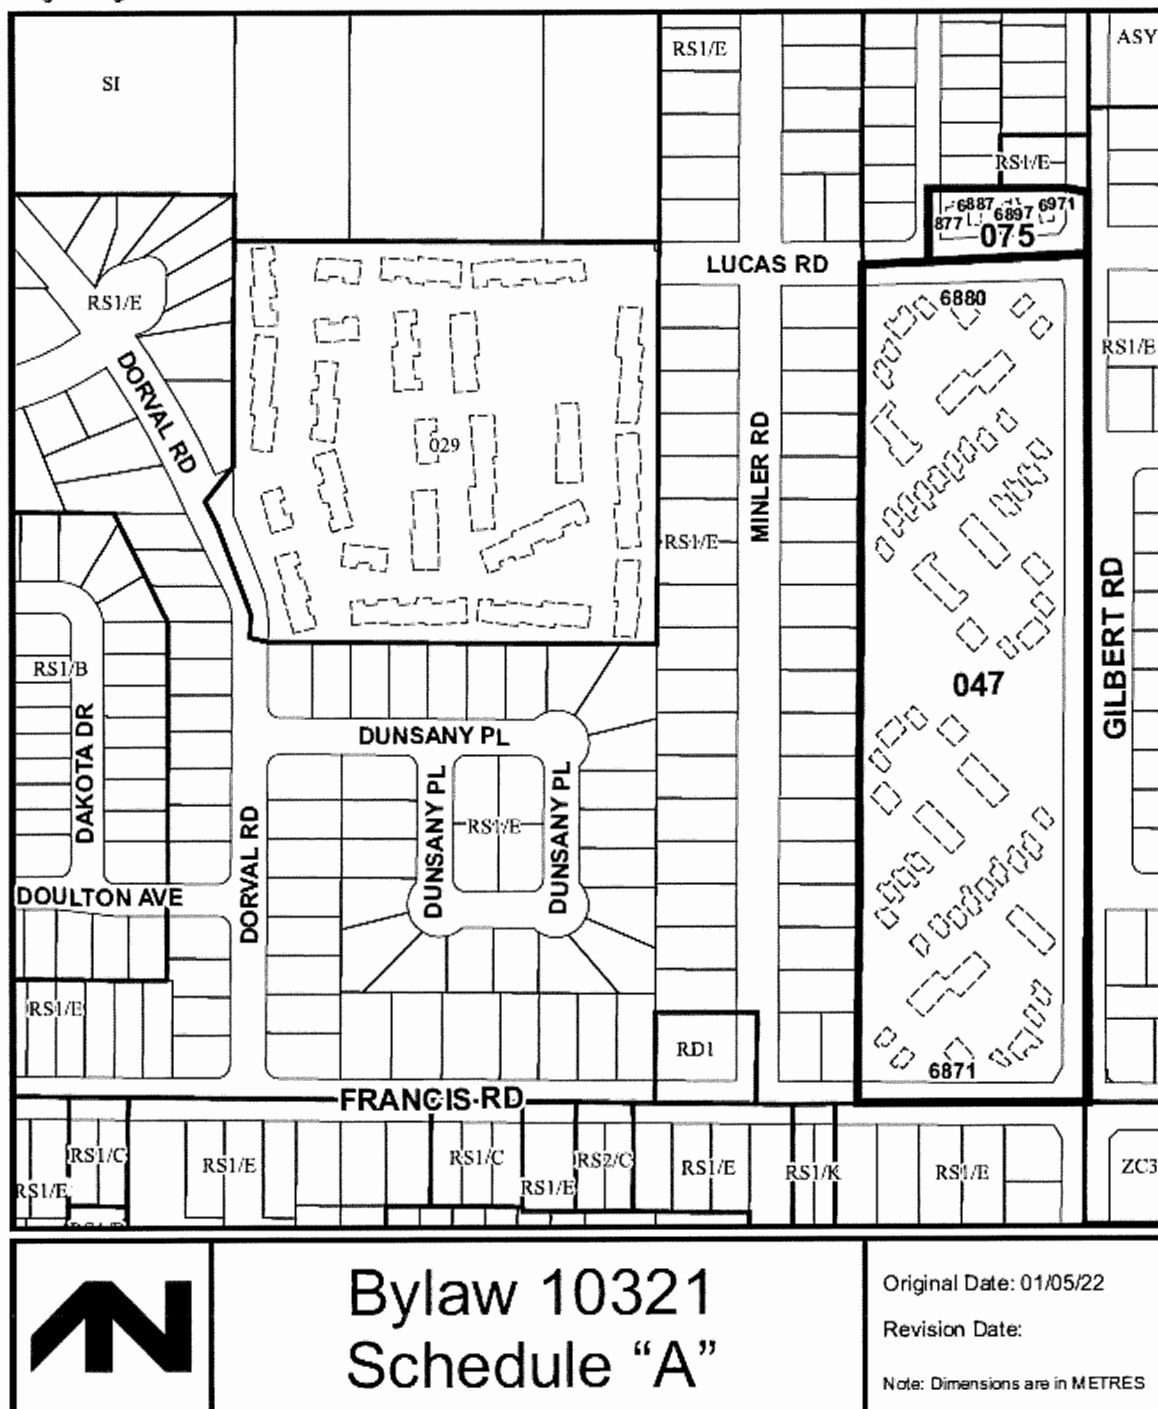 SI
RS1/E
ASY
RS1/E
6887
6971
877
6897
075
LUCAS RD
RS1/E
6880
RS1/E
DORVAL RD
029
MINLER RD
RS1/E
GILBERT RD
RS1/B
047
DAKOTA DR
DUNSANY PL
DUNSANY PL
RS1/E
DUNSANY PL
DORVAL RD
DOULTON AVE
RS1/E
RD1
6871
FRANCIS RD
RS1/C
RS1/E
RS1/C
RS2/C
RS1/E
RS1/K
RS1/E
ZC3
RS1/E
RS1/E
Bylaw 10321
Schedule “A”
Original Date: 01/05/22
Revision Date:
Note: Dimensions are in METRES